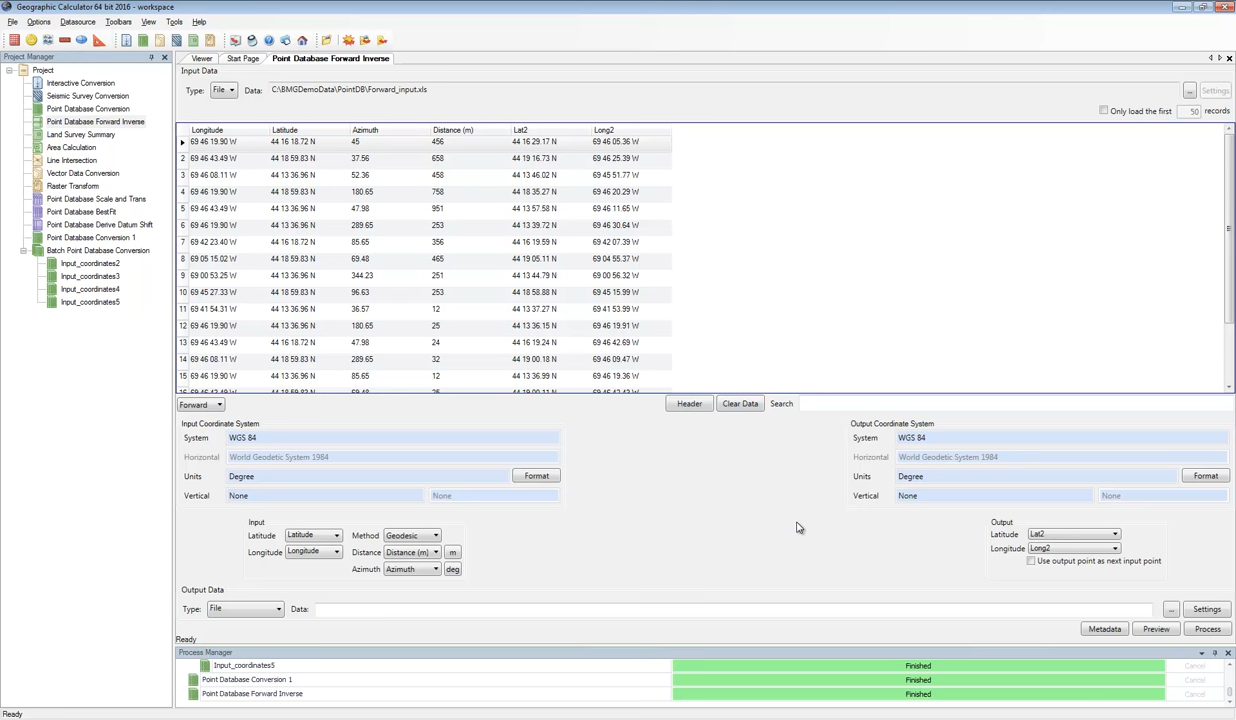 Geographic Calculator 64 bit 2016 - workspace
File Options Datasource Toolbars View Tools Help
Project Manager
Project
Interactive Conversion
Seismic Survey Conversion
Point Database Conversion
Point Database Forward Inverse
Land Survey Summary
Area Calculation
Line Intersection
Vector Data Conversion
Raster Transform
Point Database Scale and Trans
Point Database BestFit
Point Database Derive Datum Shift
Point Database Conversion 1
Batch Point Database Conversion
Input_coordinates2
Input_coordinates3
Input_coordinates4
Input_coordinates5
Viewer Start Page Point Database Forward Inverse
Input Data
Type: File Data: C:\BMGDemoData\PointDB\Forward_input.xls ... Settings
Only load the first 50 records
Longitude Latitude Azimuth Distance (m) Lat2 Long2
69 46 19.90 W 44 16 18.72 N 45 456 44 16 29.17 N 69 46 05.36 W
2 69 46 43.49 W 44 18 59.83 N 37.56 658 44 19 16.73 N 69 46 25.40 W
3 69 46 08.11 W 44 13 36.96 N 52.36 458 44 13 46.02 N 69 45 51.77 W
4 69 46 19.90 W 44 18 59.83 N 180.65 758 44 18 35.27 N 69 46 20.29 W
5 69 46 43.49 W 44 13 36.96 N 47.98 951 44 13 57.58 N 69 46 11.65 W
6 69 46 19.90 W 44 13 36.96 N 289.65 253 44 13 39.72 N 69 46 30.64 W
7 69 42 23.40 W 44 16 18.72 N 85.65 356 44 16 19.59 N 69 42 07.39 W
8 69 05 15.02 W 44 18 59.83 N 69.48 465 44 19 05.11 N 69 04 55.37 W
9 69 00 53.25 W 44 13 36.96 N 344.23 251 44 13 44.79 N 69 00 56.32 W
10 69 45 27.33 W 44 18 59.83 N 96.63 253 44 18 58.88 N 69 45 15.99 W
11 69 41 54.31 W 44 13 36.96 N 36.57 12 44 13 37.27 N 69 41 53.99 W
12 69 46 19.90 W 44 13 36.96 N 180.65 25 44 13 36.15 N 69 46 19.91 W
13 69 46 43.49 W 44 16 18.72 N 47.98 24 44 16 19.24 N 69 46 42.69 W
14 69 46 08.11 W 44 18 59.83 N 289.65 32 44 19 00.18 N 69 46 09.47 W
15 69 46 19.90 W 44 13 36.96 N 85.65 12 44 13 36.99 N 69 46 19.36 W
Forward Header Clear Data Search
Input Coordinate System Output Coordinate System
System WGS 84 System WGS 84
Horizontal World Geodetic System 1984 Horizontal World Geodetic System 1984
Units Degree Format Units Degree Format
Vertical None None Vertical None None
Input Output
Latitude Latitude Method Geodesic Latitude Lat2
Longitude Longitude Distance Distance (m) m Longitude Long2
Azimuth Azimuth deg Use output point as next input point
Output Data
Type: File Data: ... Settings
Metadata Preview Process
Ready
Process Manager
Input_coordinates5 Finished Cancel
Point Database Conversion 1 Finished Cancel
Point Database Forward Inverse Finished Cancel
Ready